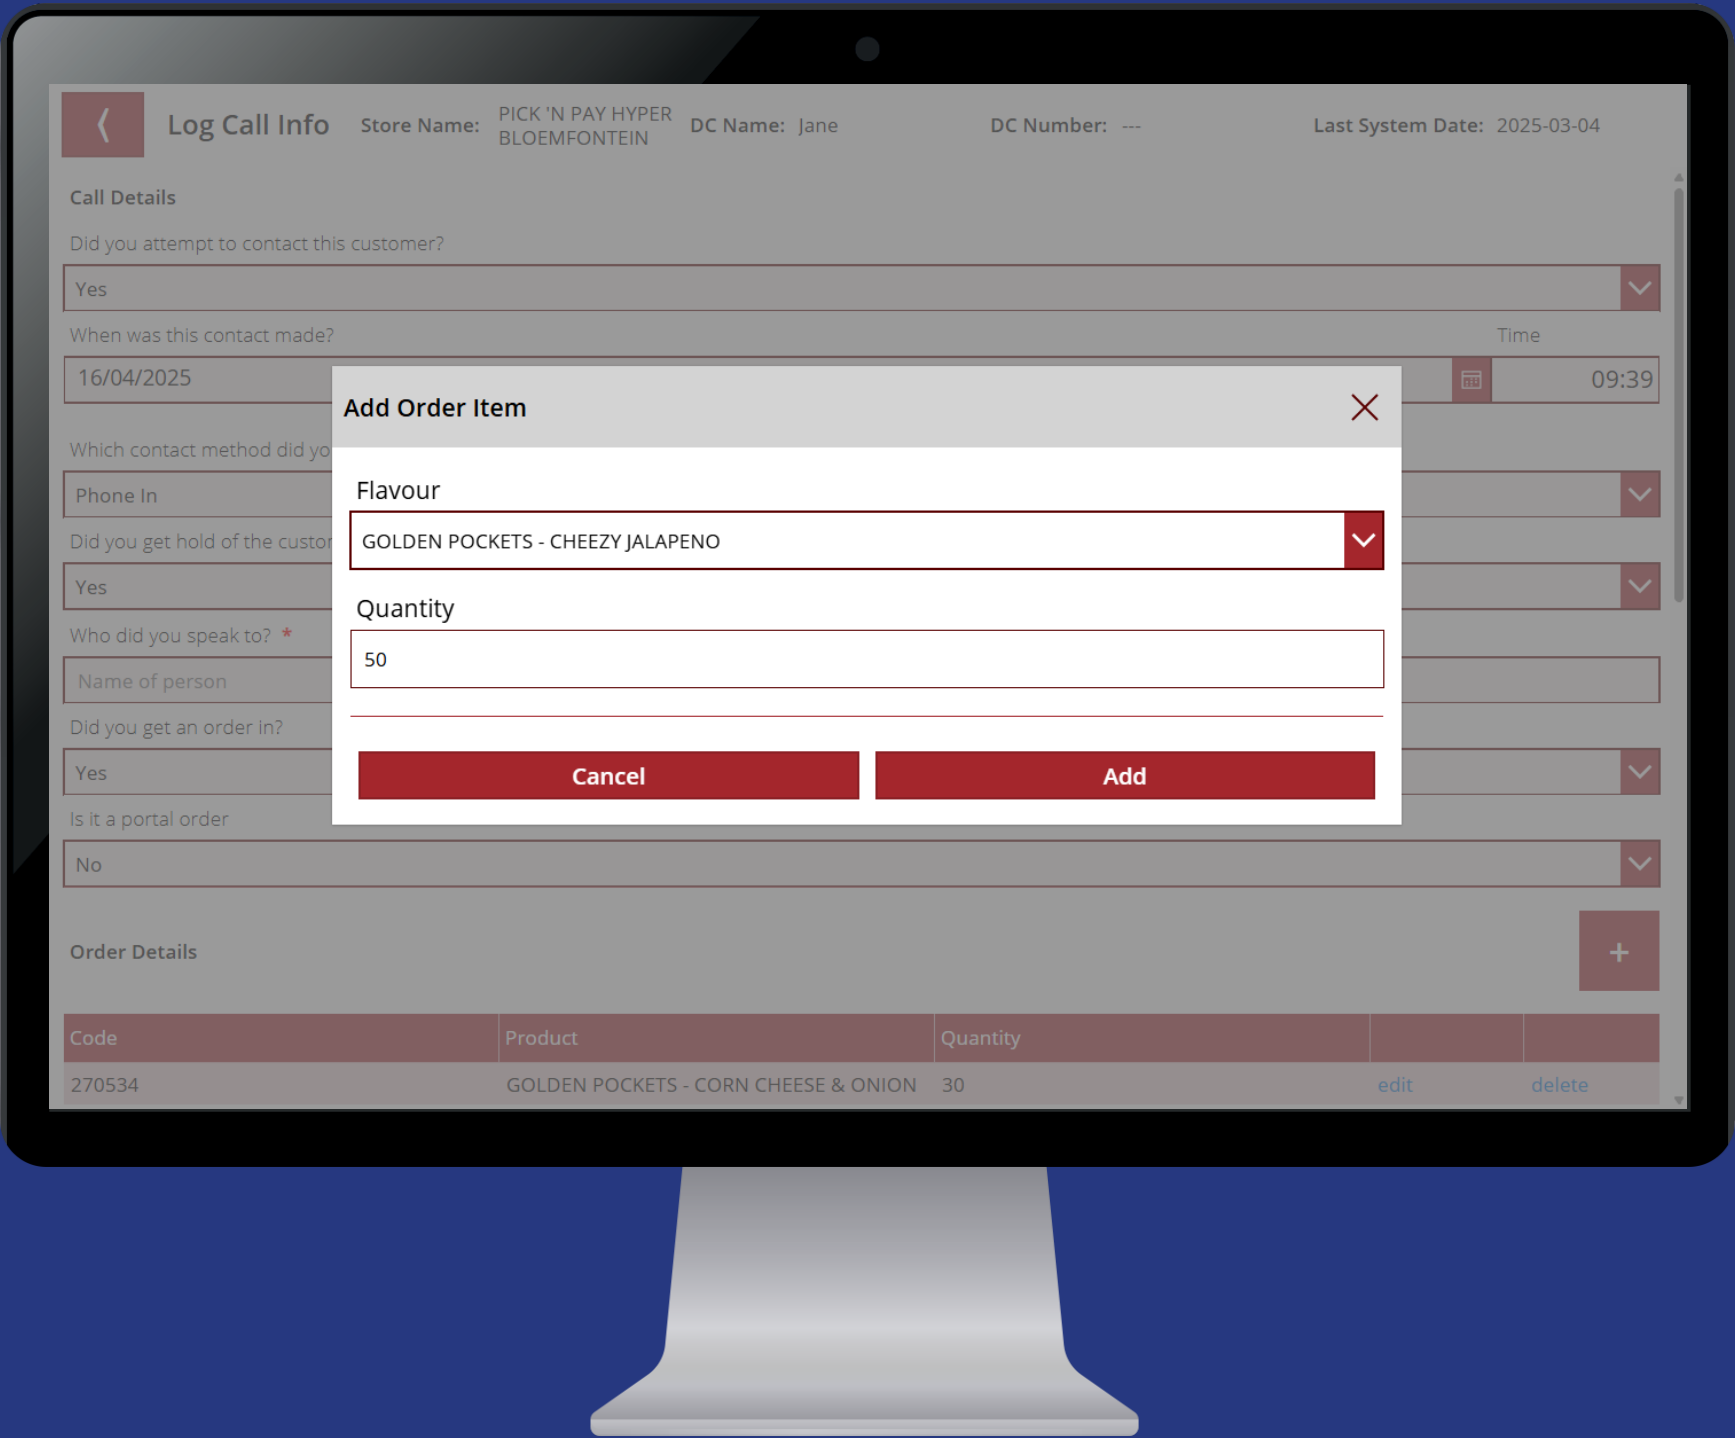 Log Call Info
Store Name:
PICK 'N PAY HYPER
BLOEMFONTEIN
DC Name: Jane
DC Number: ---
Last System Date: 2025-03-04
Call Details
Did you attempt to contact this customer?
Yes
When was this contact made?
Time
16/04/2025
09:39
Add Order Item
Which contact method did yo
Flavour
Phone In
GOLDEN POCKETS - CHEEZY JALAPENO
Did you get hold of the custor
Yes
Quantity
Who did you speak to? *
50
Name of person
Did you get an order in?
Yes
Cancel
Add
Is it a portal order
No
Order Details
+
Code Product Quantity
270534 GOLDEN POCKETS - CORN CHEESE & ONION 30 edit delete